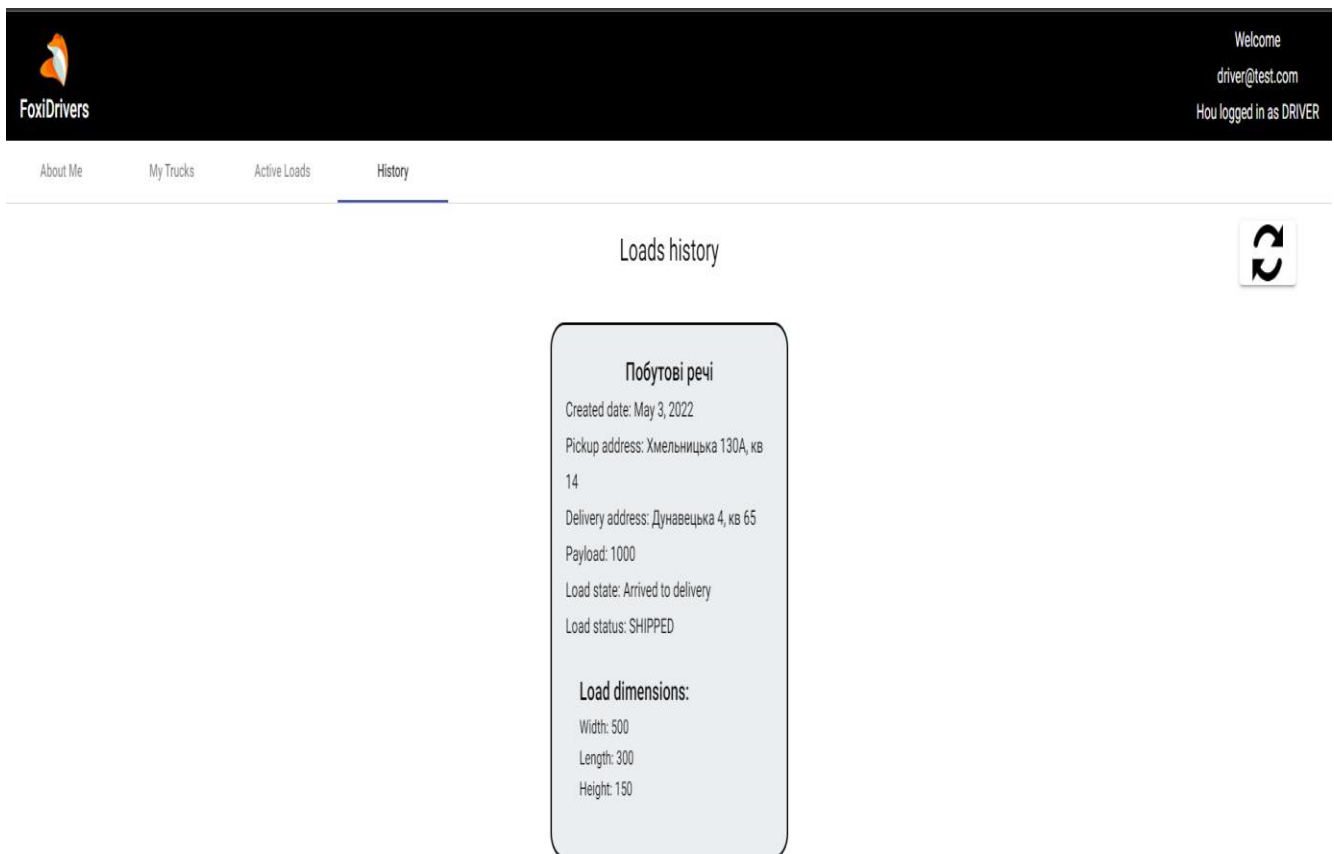 Welcome
driver@test.com
FoxiDrivers
Hou logged in as DRIVER
About Me
My Trucks
Active Loads
History
Loads history
Побутові речі
Created date: May 3, 2022
Pickup address: Хмельницька 130А, кв
14
Delivery address: Дунавецька 4, кв 65
Payload: 1000
Load state: Arrived to delivery
Load status: SHIPPED
Load dimensions:
Width: 500
Length: 300
Height: 150